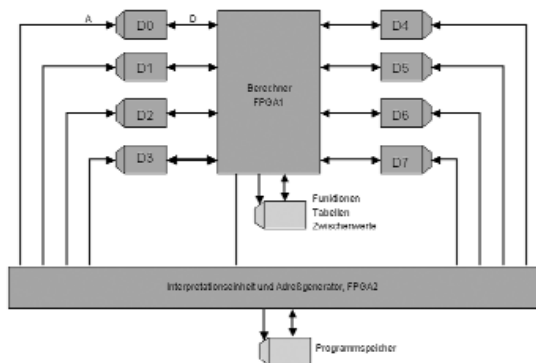 A
D0
D
D4
D1
D5
Berechner
FPGA1
D2
D6
D3
D7
Funktionen
Tabellen
Zwischenwerte
Interpretationseinheit und Adreßgenerator, FPGA2
Programmspeicher